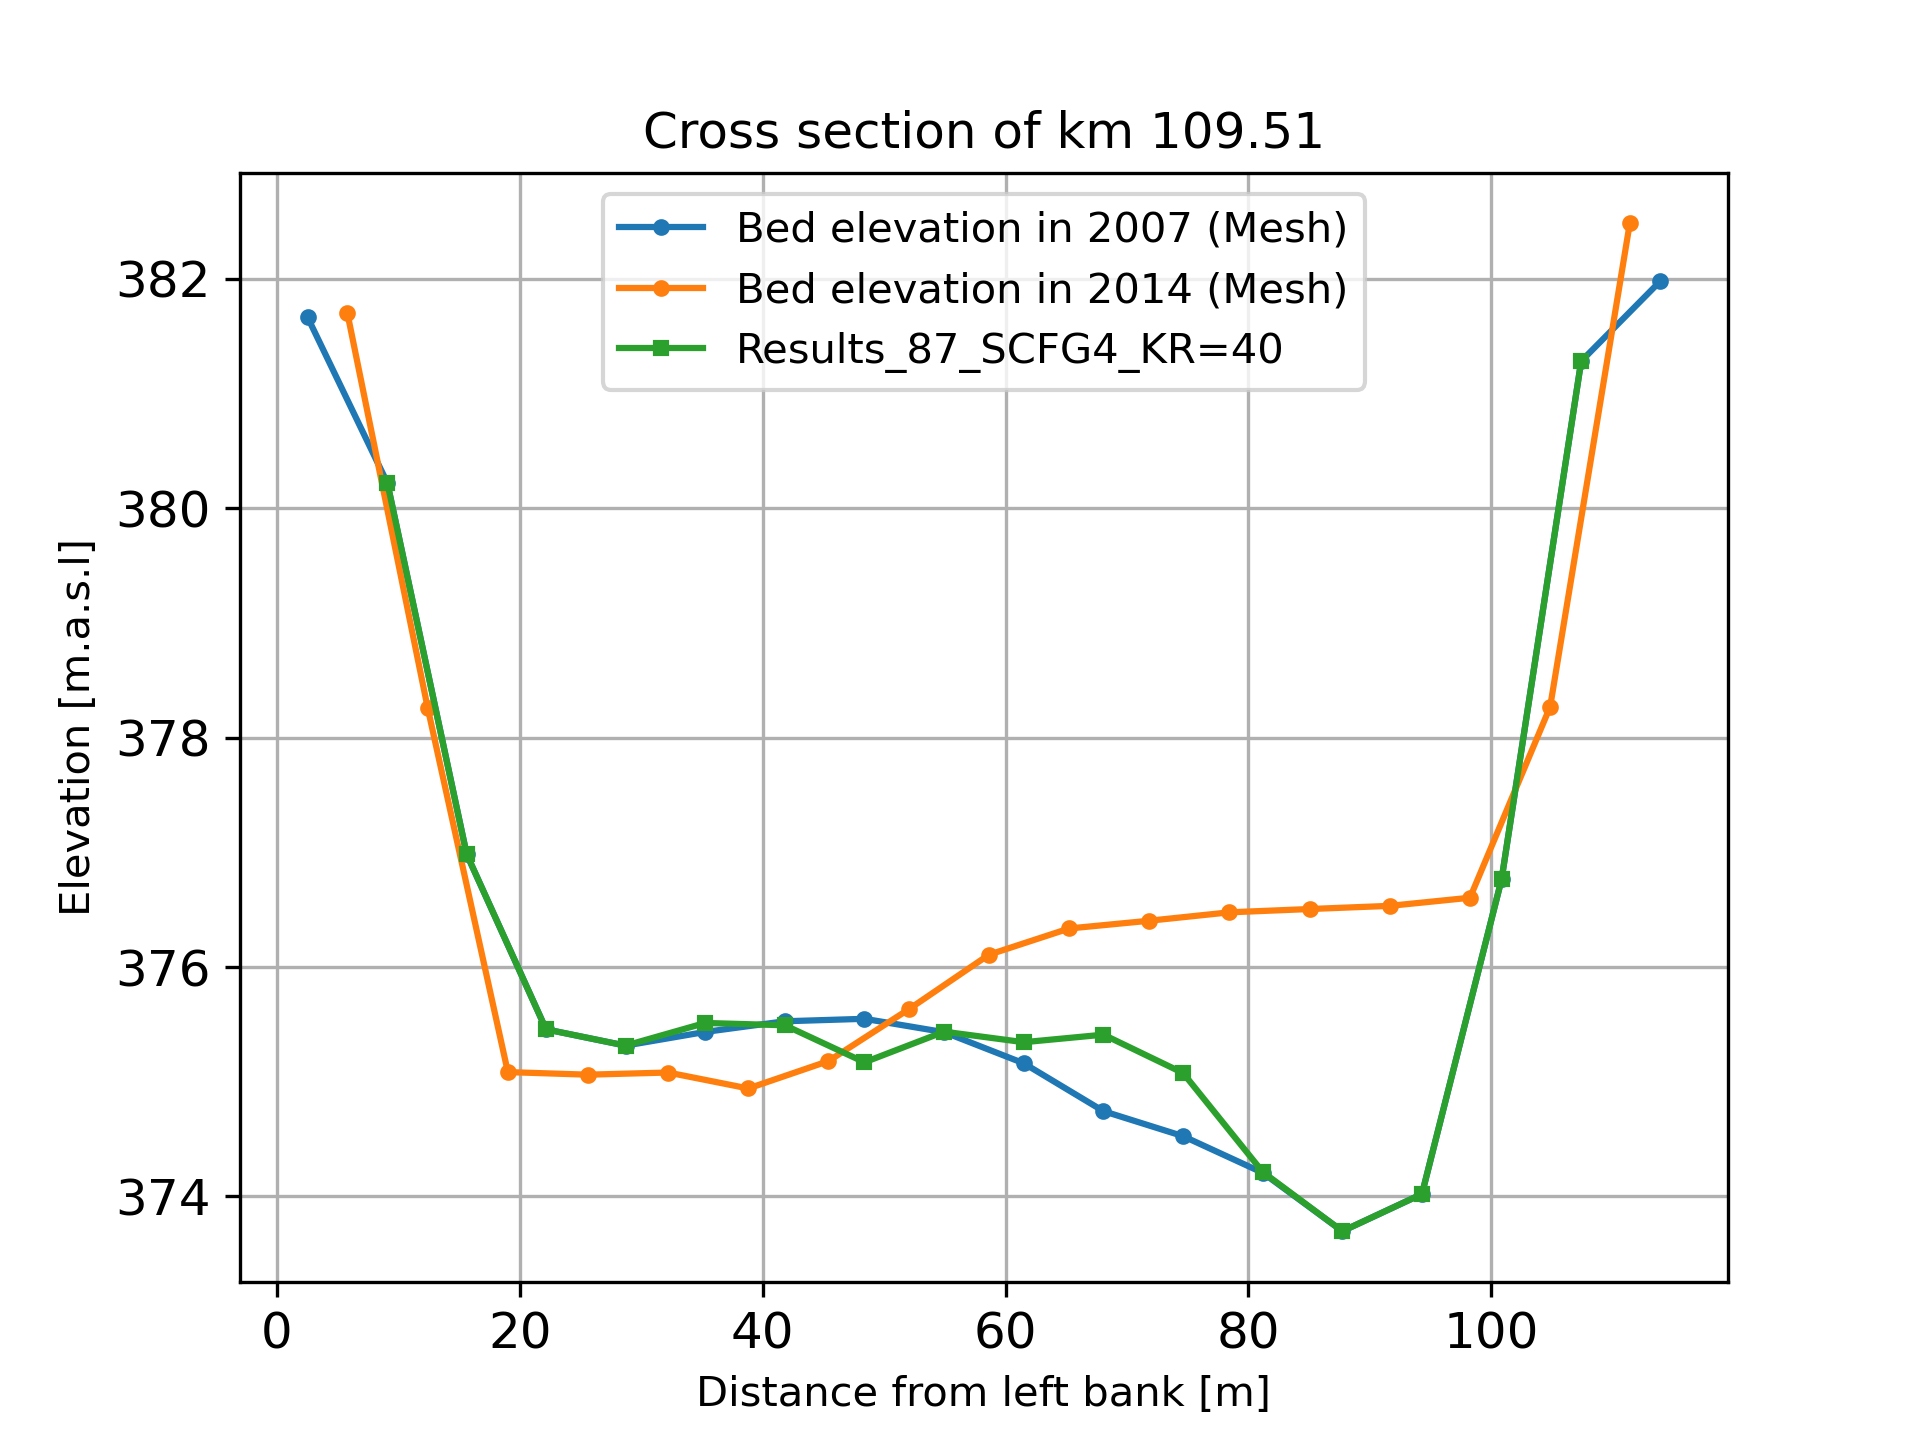 Cross section of km 109.51
Bed elevation in 2007 (Mesh)
Bed elevation in 2014 (Mesh)
Results_87_SCFG4_KR=40
Elevation [m.a.s.l]
382
380
378
376
374
0 20 40 60 80 100
Distance from left bank [m]